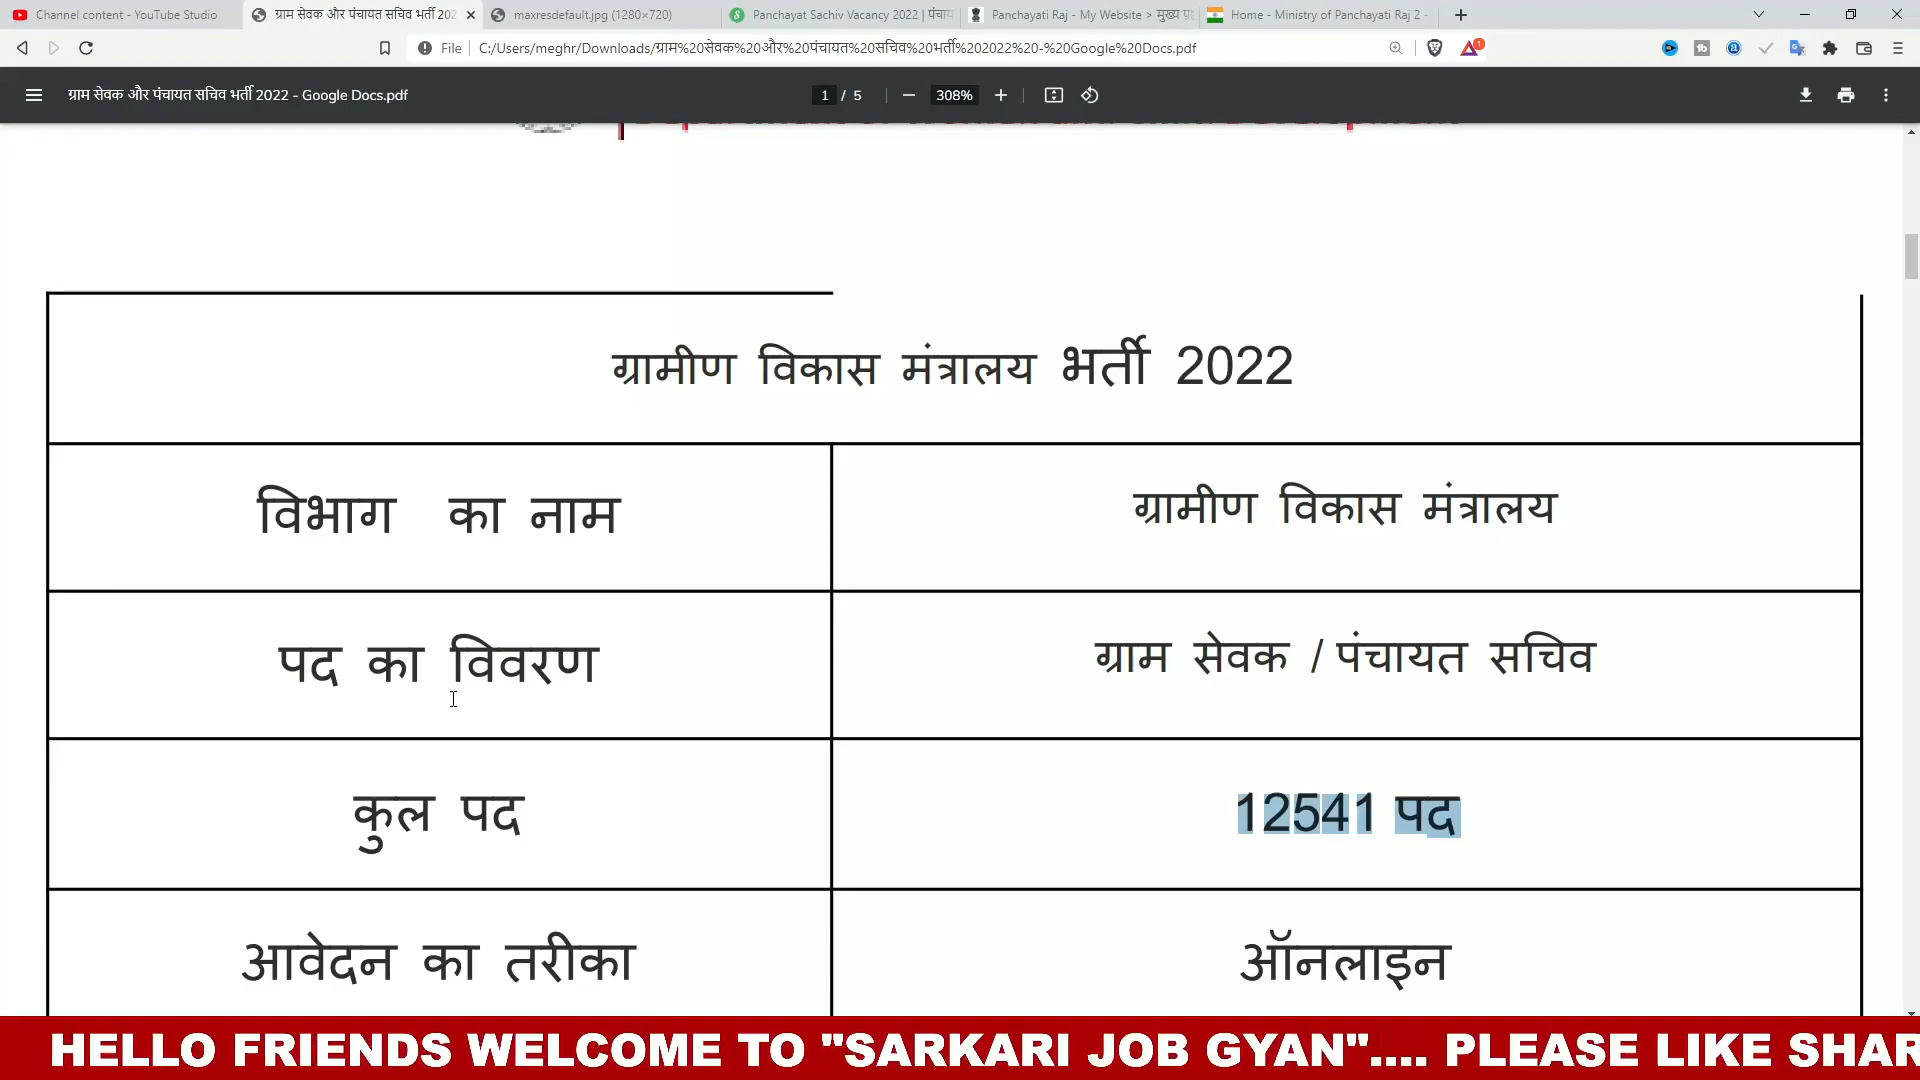 Channel content - YouTube Studio
ग्राम सेवक और पंचायत सचिव भर्ती 202
maxresdefault.jpg (1280×720)
Panchayat Sachiv Vacancy 2022 | पंचाय
Panchayati Raj - My Website > मुख्य प्र
Home - Ministry of Panchayati Raj 2 -
File C:/Users/meghr/Downloads/ग्राम%20सेवक%20और%20पंचायत%20सचिव%20भर्ती%202022%20-%20Google%20Docs.pdf
1
ग्राम सेवक और पंचायत सचिव भर्ती 2022 - Google Docs.pdf
1 / 5
308%
ग्रामीण विकास मंत्रालय भर्ती 2022
विभाग का नाम ग्रामीण विकास मंत्रालय
पद का विवरण ग्राम सेवक / पंचायत सचिव
कुल पद 12541 पद
आवेदन का तरीका ऑनलाइन
HELLO FRIENDS WELCOME TO "SARKARI JOB GYAN".... PLEASE LIKE SHAR